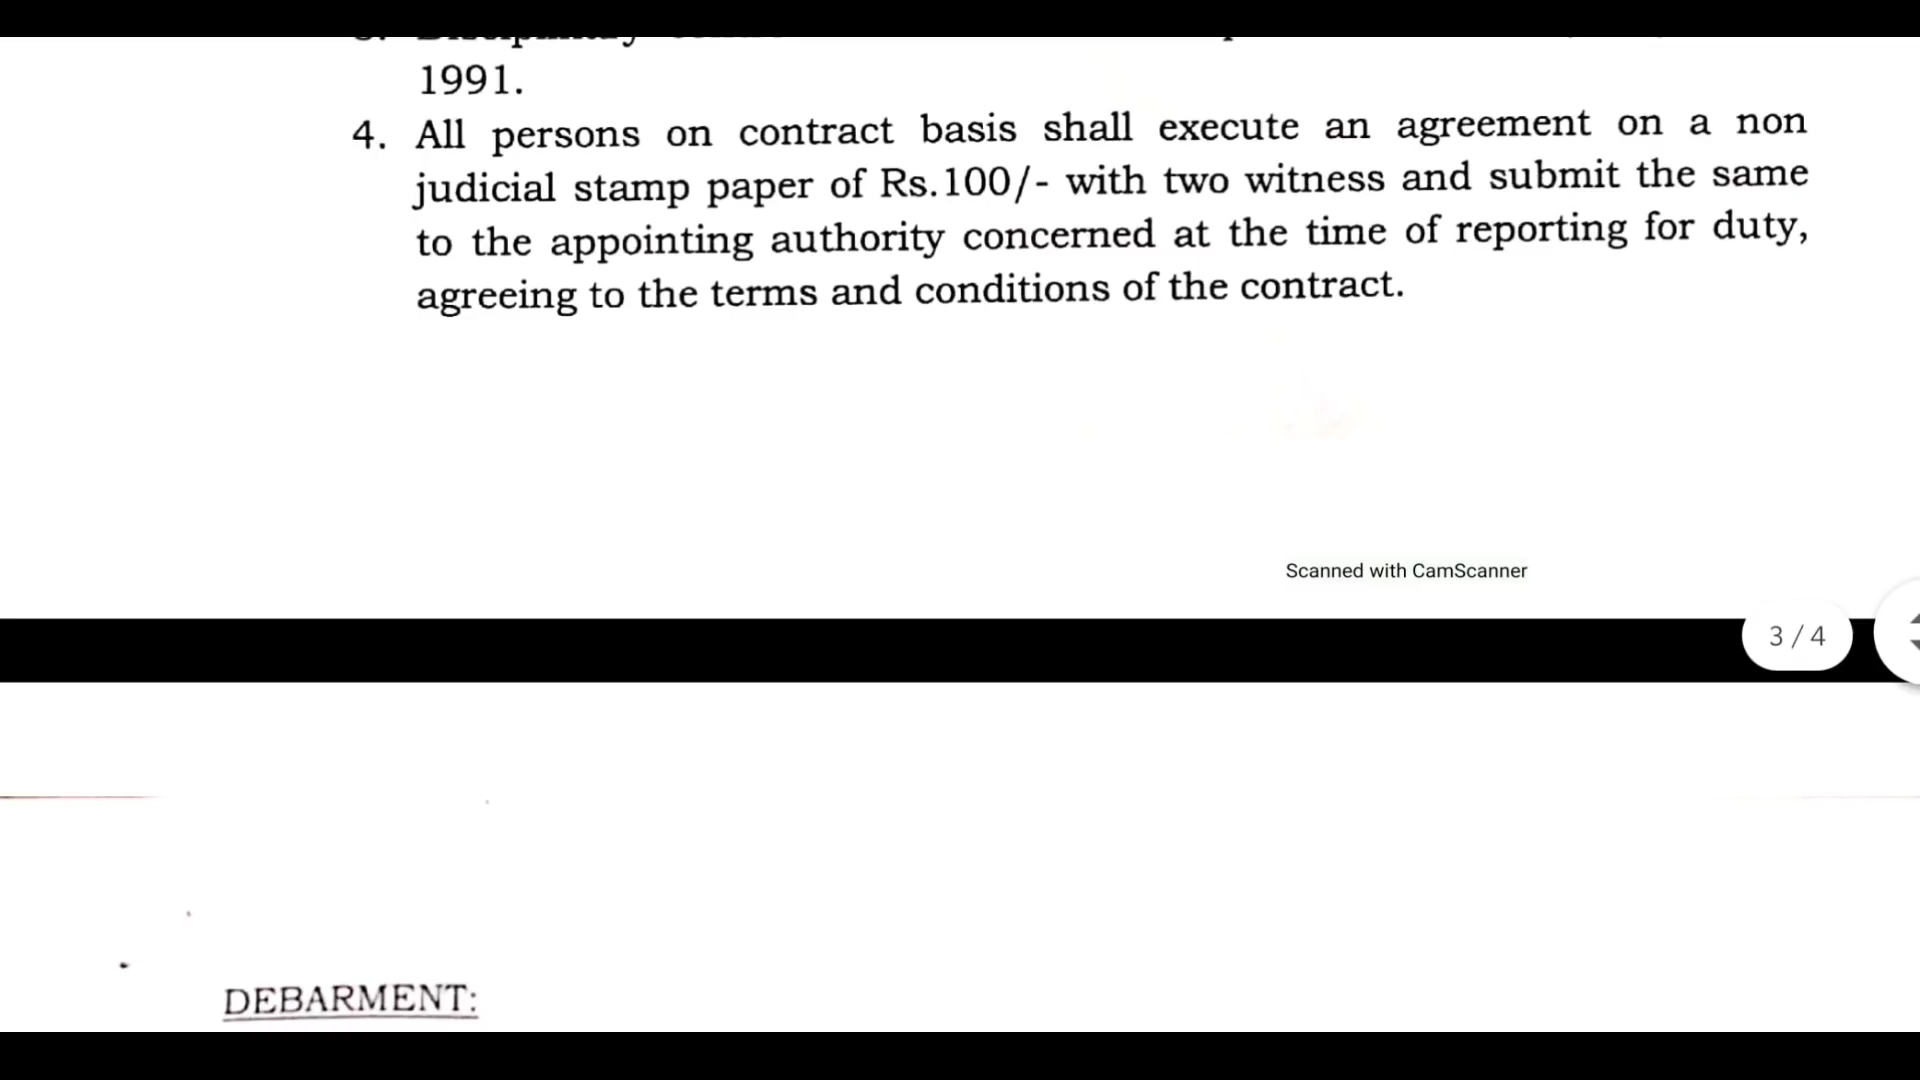 3. Disciplinary
1991.
4. All persons on contract basis shall execute an agreement on a non
judicial stamp paper of Rs.100/- with two witness and submit the same
to the appointing authority concerned at the time of reporting for duty,
agreeing to the terms and conditions of the contract.
Scanned with CamScanner
3/4
DEBARMENT: